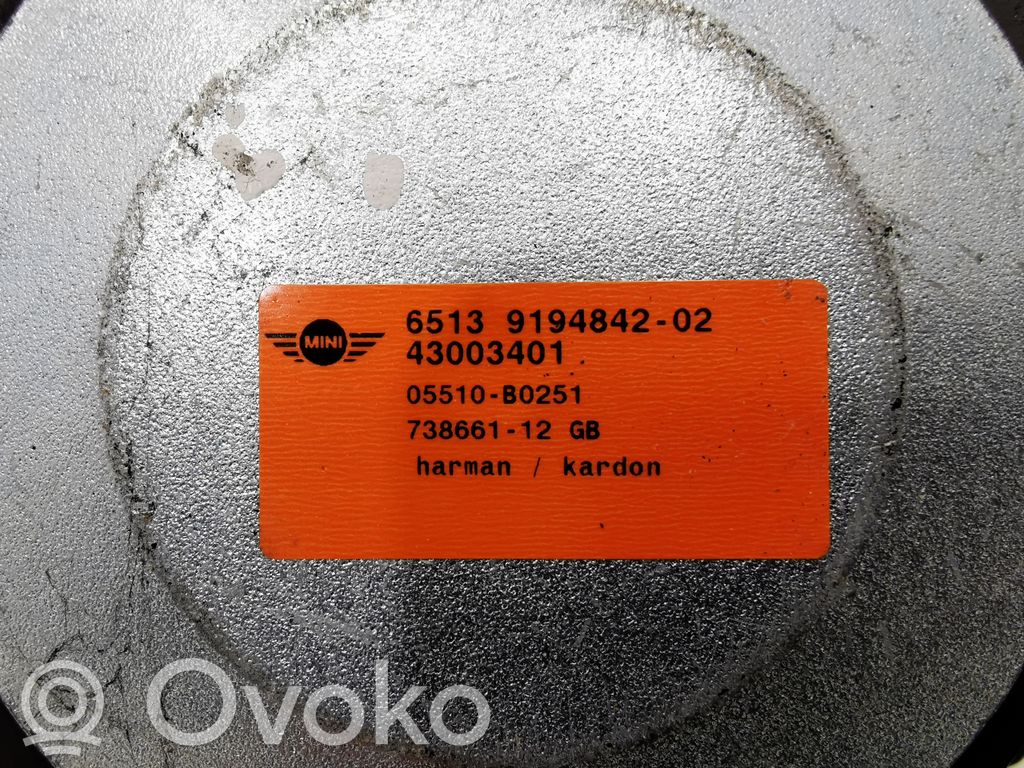 MINI
6513 9194842-02
43003401
05510-B0251
738661-12 GB
harman / kardon
Ovoko